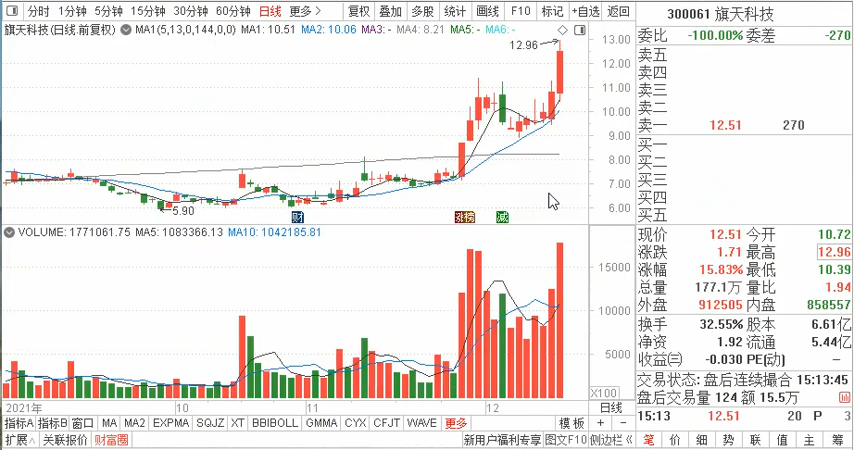 分时 1分钟 5分钟 15分钟 30分钟 60分钟 日线 更多 复权 叠加 多股 统计 画线 F10 标记 +自选 返回
旗天科技(日线.前复权) MA1(5,13,0,144,0,0) MA1: 10.51 MA2: 10.06 MA3: - MA4: 8.21 MA5: - MA6: -
12.96
13.00
12.00
11.00
10.00
9.00
8.00
7.00
6.00
5.90
财 涨榜 减
VOLUME: 1771061.75 MA5: 1083366.13 MA10: 1042185.81
15000
10000
5000
X100
2021年 10 11 12 日线
指标A 指标B 窗口 MA MA2 EXPMA SQJZ XT BBIBOLL GMMA CYX CFJT WAVE 更多 模板 + −
扩展∧ 关联报价 财富圈 新用户福利专享 图文F10 侧边栏《
300061 旗天科技
委比 -100.00% 委差 -270
卖五
卖四
卖三
卖二
卖一 12.51 270
买一
买二
买三
买四
买五
现价 12.51 今开 10.72
涨跌 1.71 最高 12.96
涨幅 15.83% 最低 10.39
总量 177.1万 量比 1.94
外盘 912505 内盘 858557
换手 32.55% 股本 6.61亿
净资 1.92 流通 5.44亿
收益㈢ -0.030 PE(动) –
交易状态: 盘后连续撮合 15:13:45
盘后交易量 124 额 15.5万
15:13 12.51 20 P 3
笔 价 细 势 联 值 主 筹